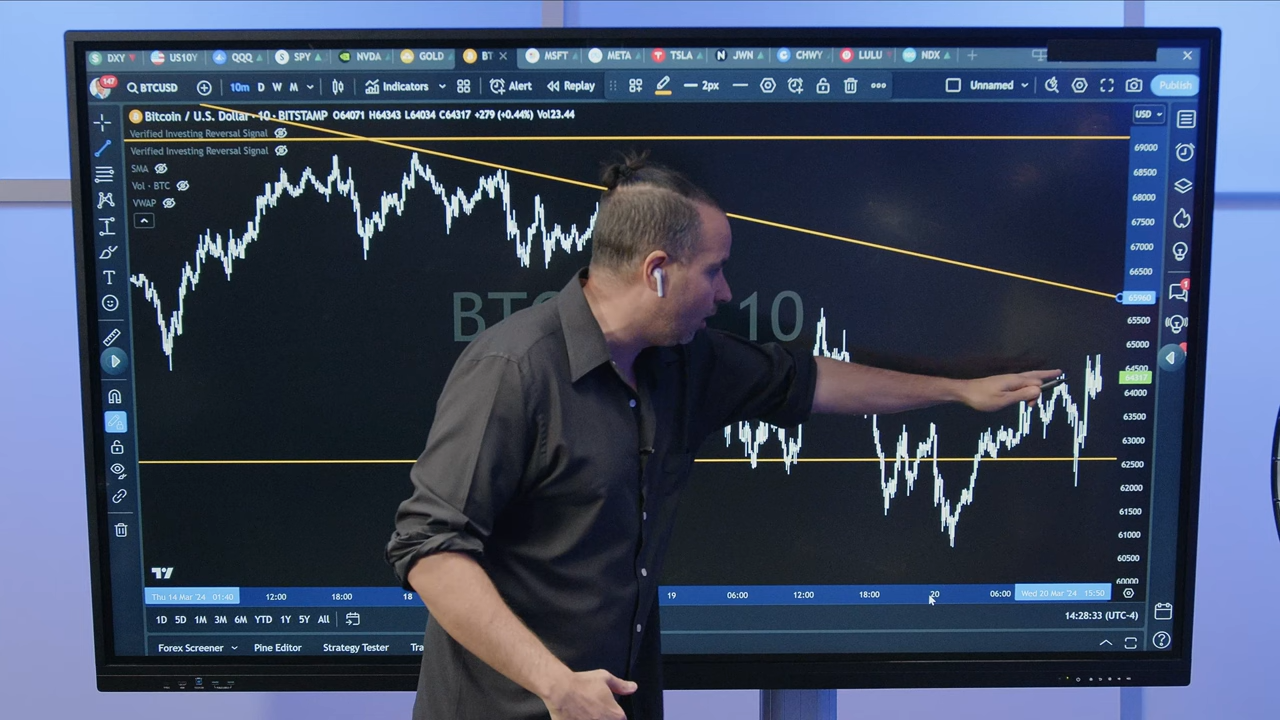 DXY US10Y QQQ SPY NVDA GOLD BT MSFT META TSLA JWN CHWY LULU NDX
147 BTCUSD 10m D W M Indicators Alert Replay 2px Unnamed Publish
Bitcoin / U.S. Dollar · 10 · BITSTAMP O64071 H64343 L64034 C64317 +279 (+0.44%) Vol23.44
USD
Verified Investing Reversal Signal
Verified Investing Reversal Signal
SMA
Vol · BTC
VWAP
69000
68500
68000
67500
67000
66500
65960
65500
65000
64500
64317
64000
63500
63000
62500
62000
61500
61000
60500
60000
BT 10
T
1
Thu 14 Mar '24 01:40 12:00 18:00 18 19 06:00 12:00 18:00 20 06:00 Wed 20 Mar '24 15:50
1D 5D 1M 3M 6M YTD 1Y 5Y All 14:28:33 (UTC-4)
Forex Screener Pine Editor Strategy Tester Tra